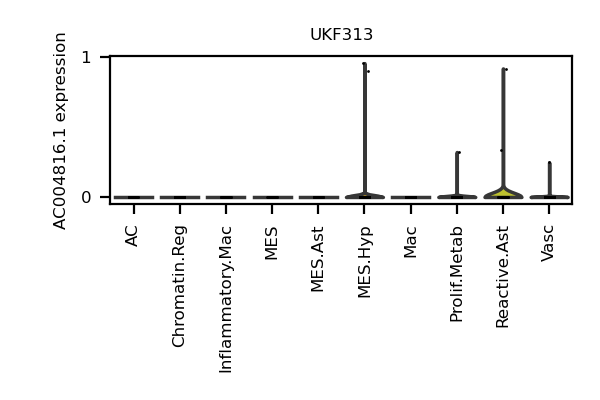 UKF313
AC004816.1 expression
1
0
AC
Chromatin.Reg
Inflammatory.Mac
MES
MES.Ast
MES.Hyp
Mac
Prolif.Metab
Reactive.Ast
Vasc